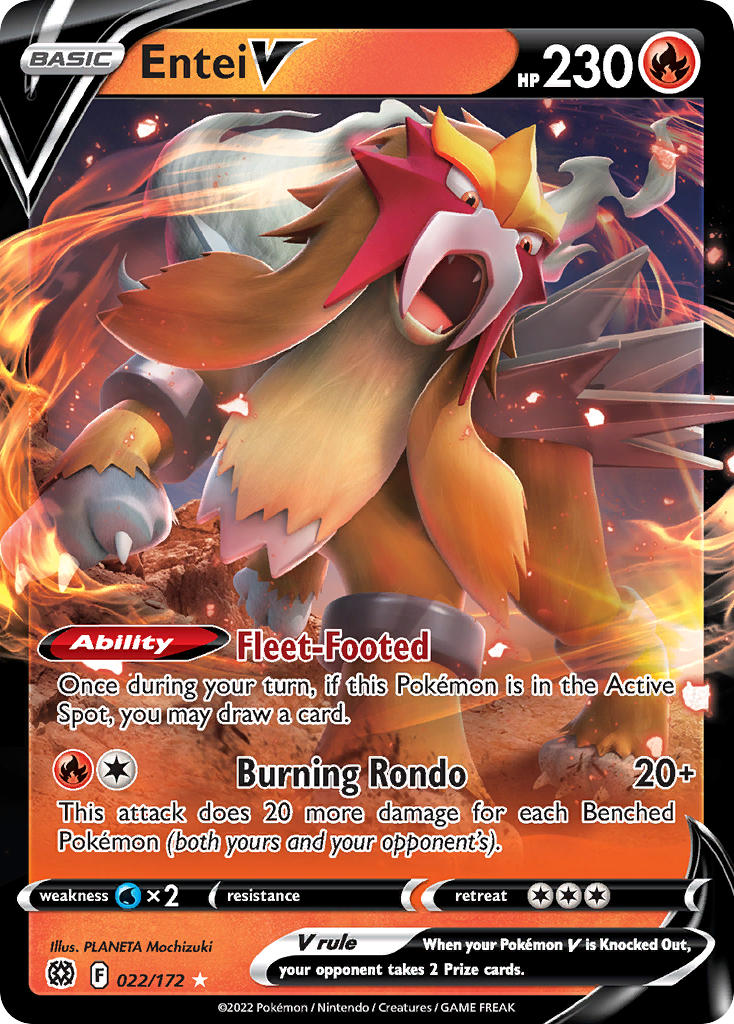 BASIC Entei V HP 230
Ability Fleet-Footed
Once during your turn, if this Pokémon is in the Active
Spot, you may draw a card.
Burning Rondo 20+
This attack does 20 more damage for each Benched
Pokémon (both yours and your opponent's).
weakness ×2 resistance retreat
Illus. PLANETA Mochizuki
V rule When your Pokémon V is Knocked Out,
your opponent takes 2 Prize cards.
F 022/172
©2022 Pokémon / Nintendo / Creatures / GAME FREAK